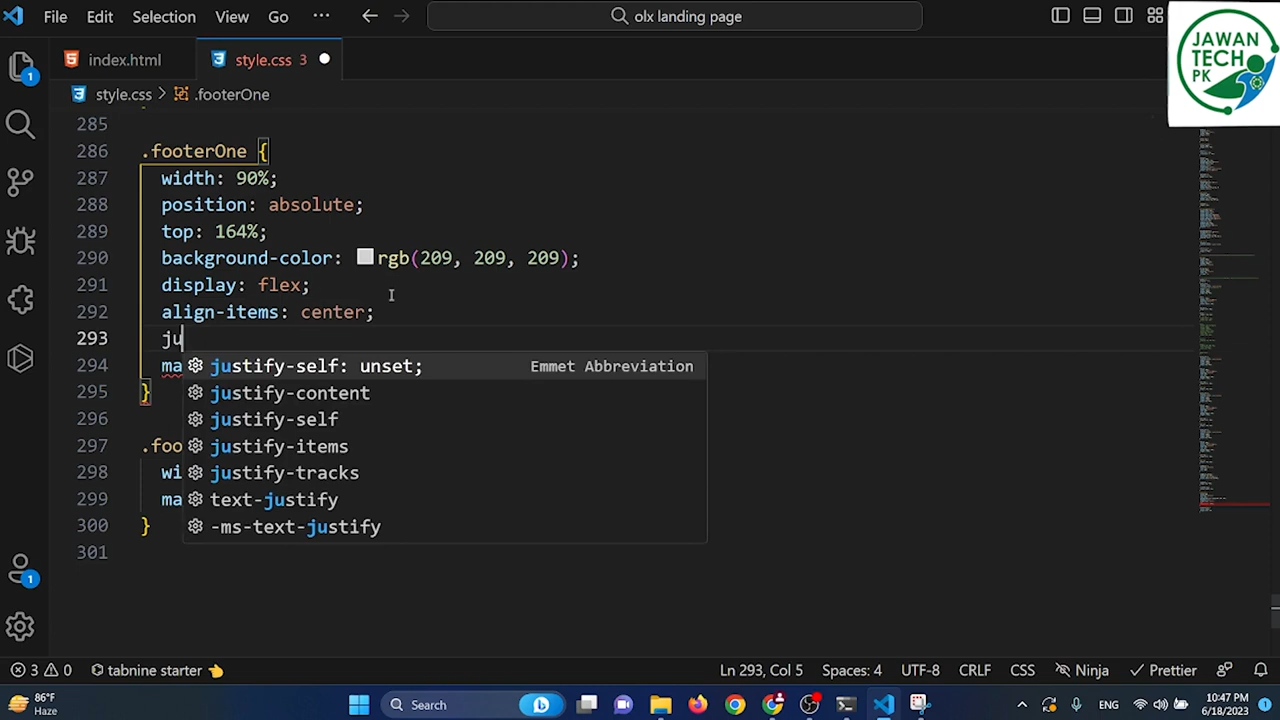 File Edit Selection View Go ··· olx landing page
JAWAN
TECH
PK
index.html style.css 3
1
style.css > .footerOne
285
286 .footerOne {
287 width: 90%;
288 position: absolute;
289 top: 164%;
290 background-color: rgb(209, 209, 209);
291 display: flex;
292 align-items: center;
293 ju
294 ma justify-self: unset; Emmet Abbreviation
295 } justify-content
296 justify-self
297 .foo justify-items
298 wi justify-tracks
299 ma text-justify
300 } -ms-text-justify
301
1
3 0 tabnine starter Ln 293, Col 5 Spaces: 4 UTF-8 CRLF CSS Ninja Prettier
86°F
Haze
Search
ENG
10:47 PM
6/18/2023
1